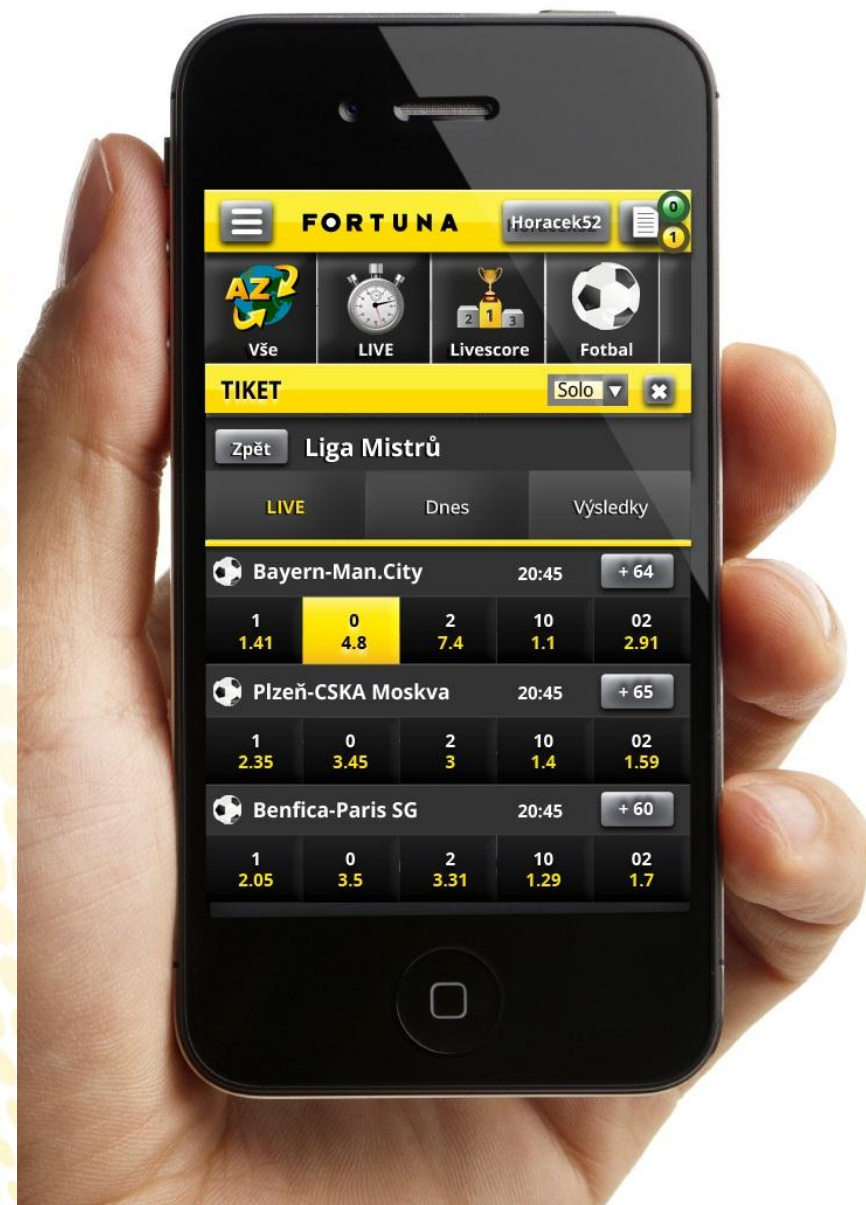 FORTUNA Horacek52 0
1
AZ 2 1 3
Vše LIVE Livescore Fotbal
TIKET Solo
Zpět Liga Mistrů
LIVE Dnes Výsledky
Bayern-Man.City 20:45 + 64
1 0 2 10 02
1.41 4.8 7.4 1.1 2.91
Plzeň-CSKA Moskva 20:45 + 65
1 0 2 10 02
2.35 3.45 3 1.4 1.59
Benfica-Paris SG 20:45 + 60
1 0 2 10 02
2.05 3.5 3.31 1.29 1.7